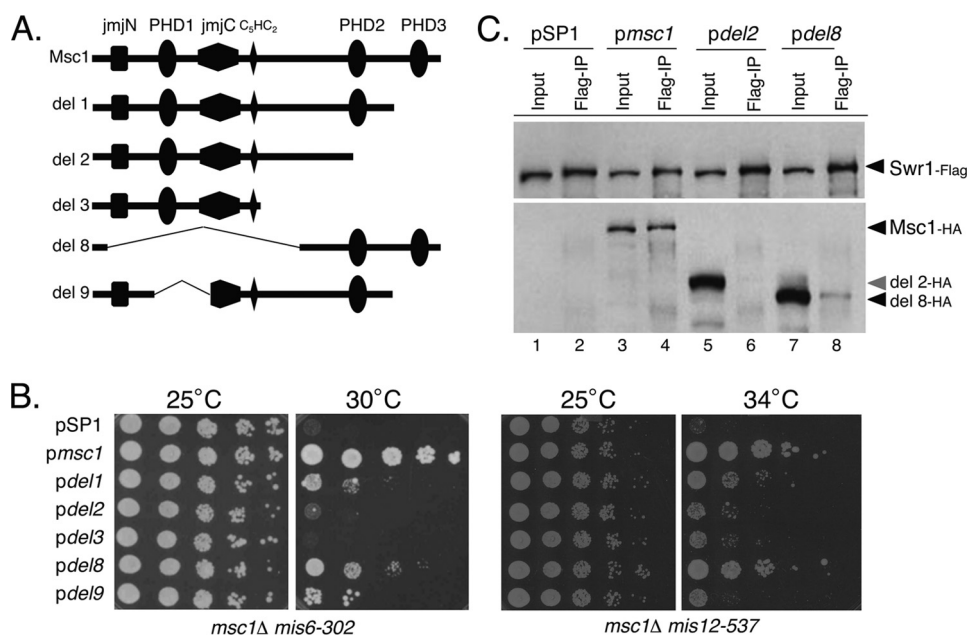 A.
jmjN PHD1 jmjC C₅HC₂ PHD2 PHD3
Msc1
del 1
del 2
del 3
del 8
del 9
C.
pSP1 pmsc1 pdel2 pdel8
Input Flag-IP Input Flag-IP Input Flag-IP Input Flag-IP
Swr1-Flag
Msc1-HA
del 2-HA
del 8-HA
1 2 3 4 5 6 7 8
B.
25°C 30°C 25°C 34°C
pSP1
pmsc1
pdel1
pdel2
pdel3
pdel8
pdel9
msc1Δ mis6-302 msc1Δ mis12-537